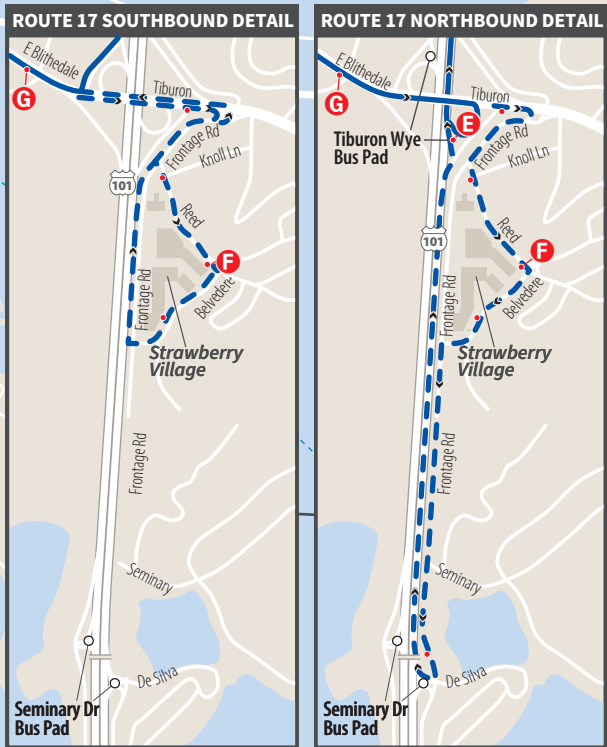 ROUTE 17 SOUTHBOUND DETAIL
E Blithedale
G
Tiburon
Frontage Rd
Knoll Ln
101
Reed
F
Frontage Rd
Belvedere
Strawberry
Village
Frontage Rd
Seminary
De Silva
Seminary Dr
Bus Pad
ROUTE 17 NORTHBOUND DETAIL
E Blithedale
G
Tiburon
E
Tiburon Wye
Bus Pad
Frontage Rd
Knoll Ln
101
Reed
F
Frontage Rd
Belvedere
Strawberry
Village
Frontage Rd
Seminary
De Silva
Seminary Dr
Bus Pad